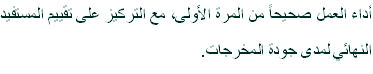 أداء العمل صحيحاً من المرة الأولى، مع التركيز على تقييم المستفيد
النهائي لمدى جودة المخرجات.